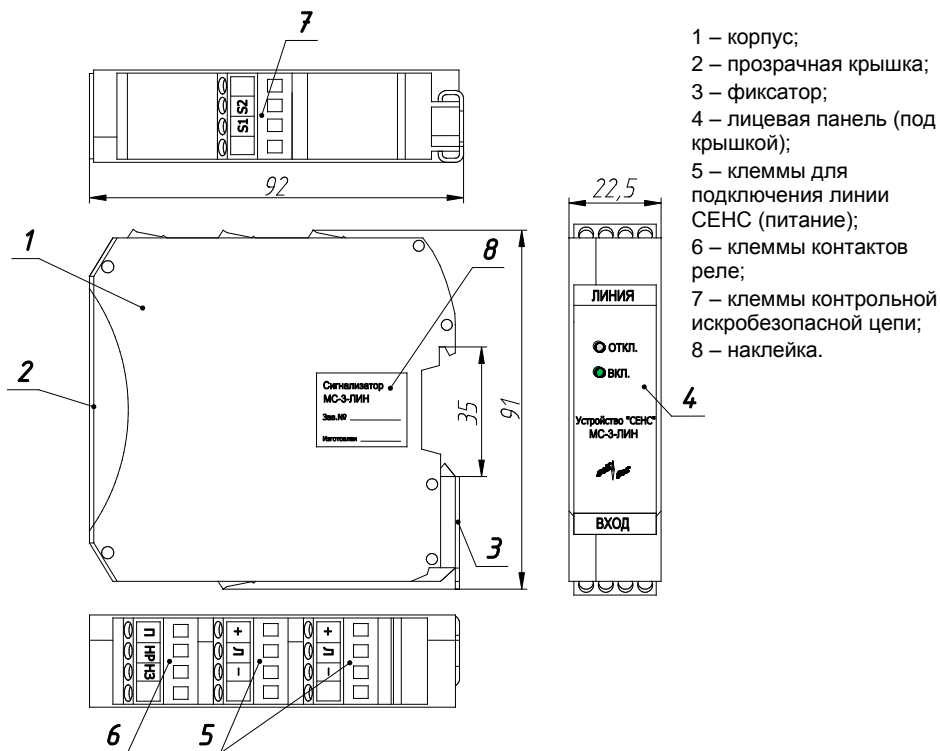 7
1 – корпус;
2 – прозрачная крышка;
3 – фиксатор;
4 – лицевая панель (под
крышкой);
5 – клеммы для
подключения линии
СЕНС (питание);
6 – клеммы контактов
реле;
7 – клеммы контрольной
искробезопасной цепи;
8 – наклейка.
S1 S2
92
22,5
1
8
ЛИНИЯ
ОТКЛ.
ВКЛ.
2
Сигнализатор
МС-3-ЛИН
Зав.№
Изготовлен
35
91
4
Устройство "СЕНС"
МС-3-ЛИН
ВХОД
3
П НР НЗ
+ Л –
+ Л –
6
5